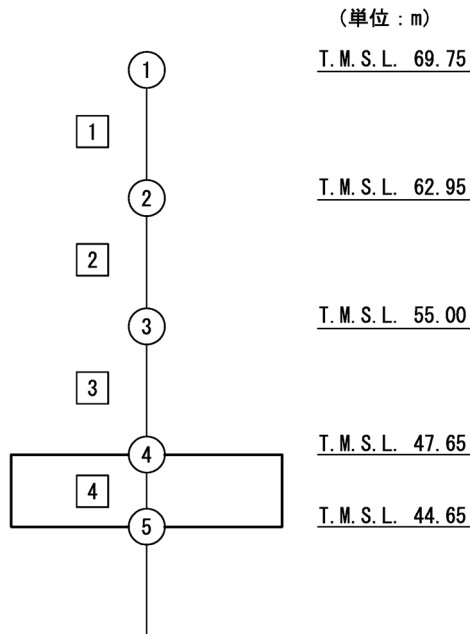 (単位：m)
① T.M.S.L. 69.75
1
② T.M.S.L. 62.95
2
③ T.M.S.L. 55.00
3
④ T.M.S.L. 47.65
4
⑤ T.M.S.L. 44.65